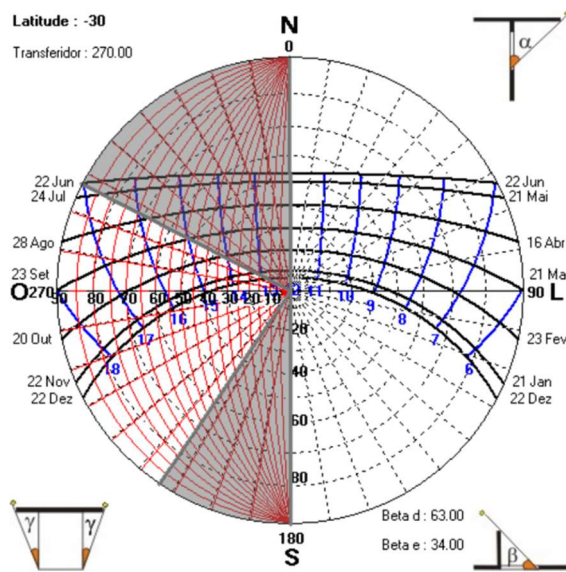 Latitude : -30
Transferidor : 270.00
N
0
α
22 Jun
24 Jul
28 Ago
23 Set
20 Out
22 Nov
22 Dez
22 Jun
21 Mai
16 Abr
21 Ma
23 Fev
21 Jan
22 Dez
O 270
90 L
80 70 60 50 40 30 20 10
11 10 9 8 7 6
14 15 16 17 18
20
40
60
80
180
S
γ γ
Beta d : 63.00
Beta e : 34.00
β